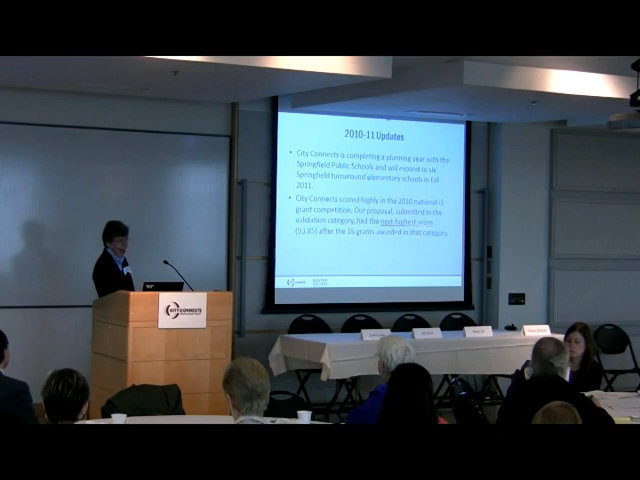 2010-11 Updates
• City Connects is completing a planning year with the
Springfield Public Schools and will expand to six
Springfield turnaround elementary schools in fall
2011.
• City Connects scored highly in the 2010 national i3
grant competition. Our proposal, submitted in the
validation category, had the next highest score
(93.85) after the 15 grants awarded in that category.
CITY CONNECTS